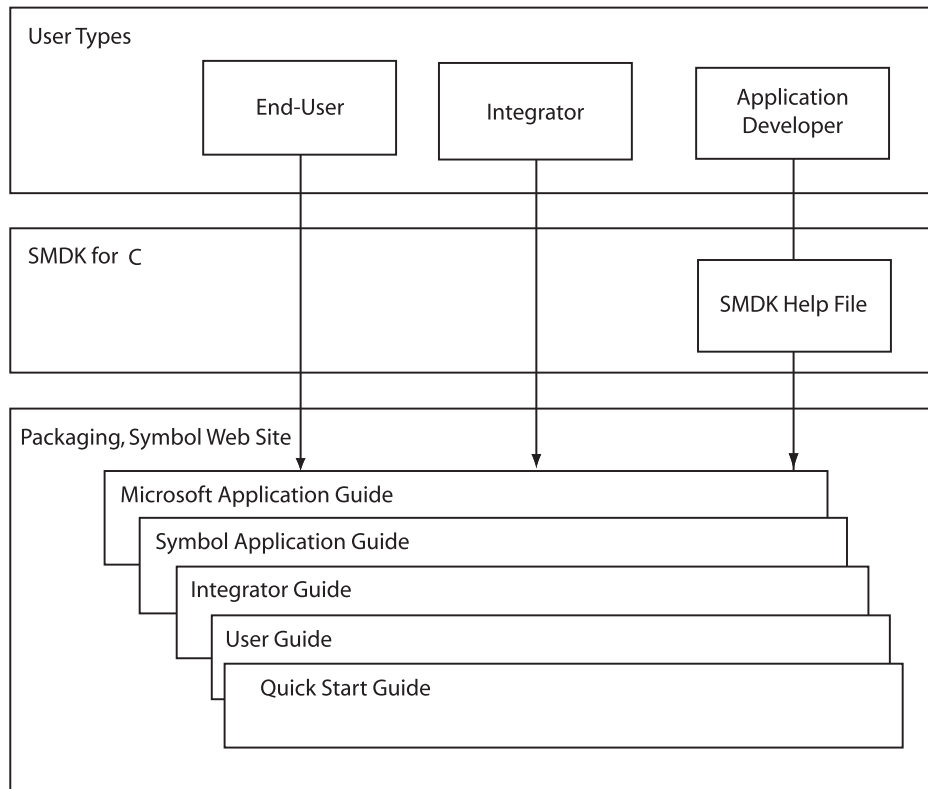 User Types
End-User
Integrator
Application
Developer
SMDK for C
SMDK Help File
Packaging, Symbol Web Site
Microsoft Application Guide
Symbol Application Guide
Integrator Guide
User Guide
Quick Start Guide